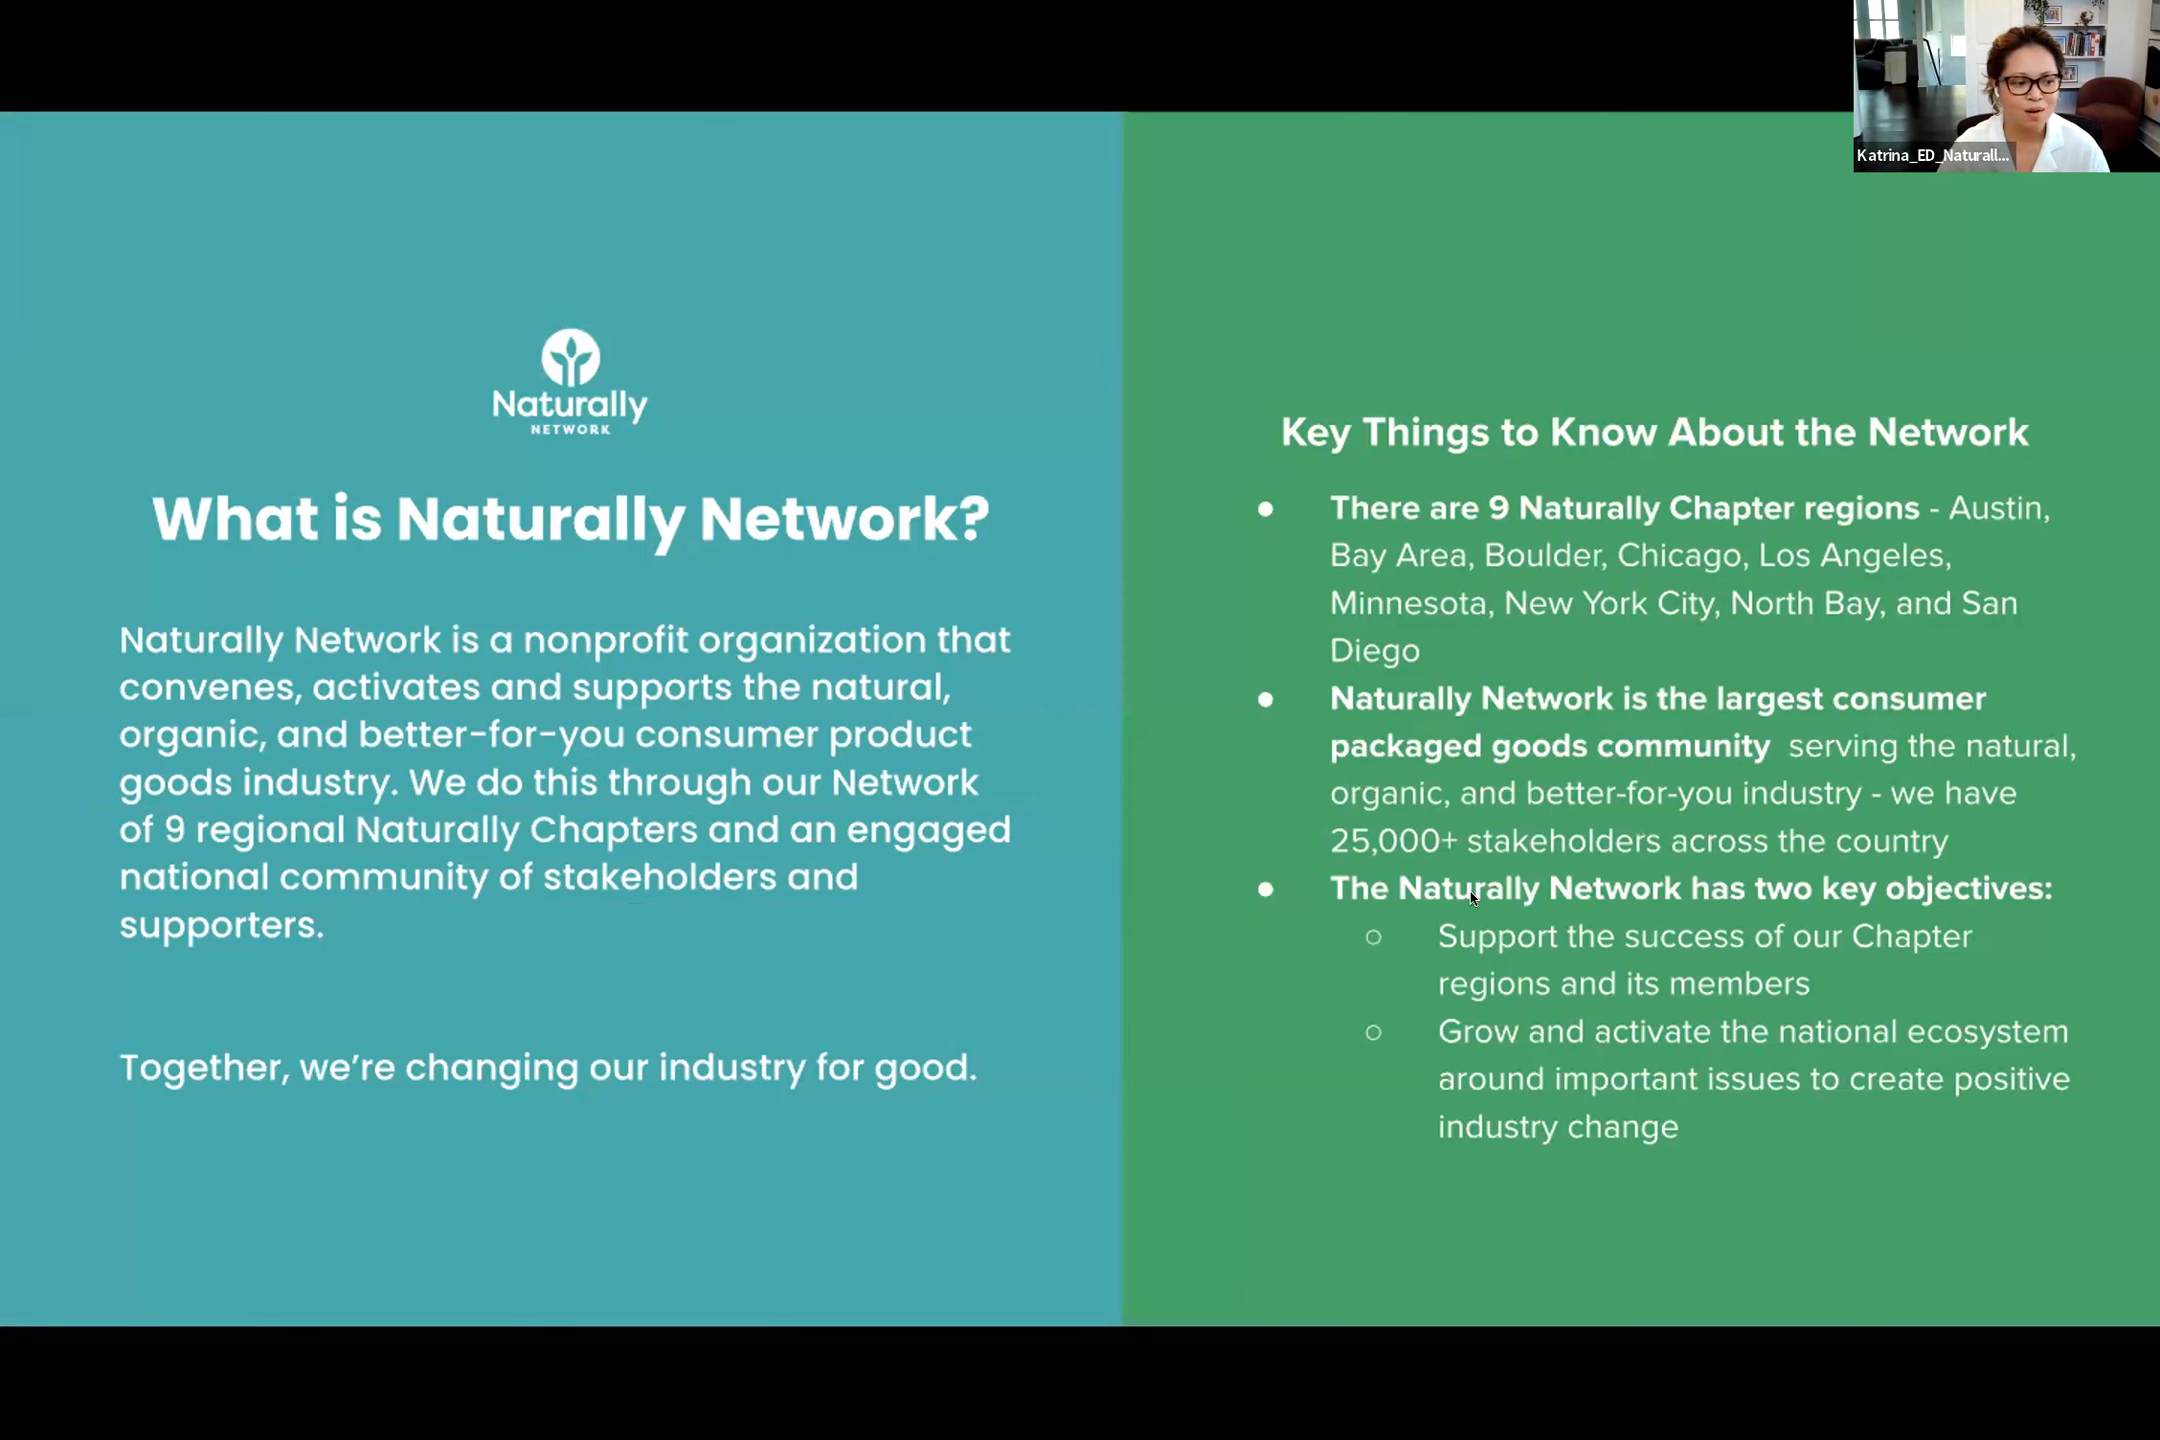 Katrina_ED_Naturall...
Naturally
NETWORK
What is Naturally Network?
Naturally Network is a nonprofit organization that
convenes, activates and supports the natural,
organic, and better-for-you consumer product
goods industry. We do this through our Network
of 9 regional Naturally Chapters and an engaged
national community of stakeholders and
supporters.
Together, we’re changing our industry for good.
Key Things to Know About the Network
● There are 9 Naturally Chapter regions - Austin,
Bay Area, Boulder, Chicago, Los Angeles,
Minnesota, New York City, North Bay, and San
Diego
● Naturally Network is the largest consumer
packaged goods community serving the natural,
organic, and better-for-you industry - we have
25,000+ stakeholders across the country
● The Naturally Network has two key objectives:
○ Support the success of our Chapter
regions and its members
○ Grow and activate the national ecosystem
around important issues to create positive
industry change